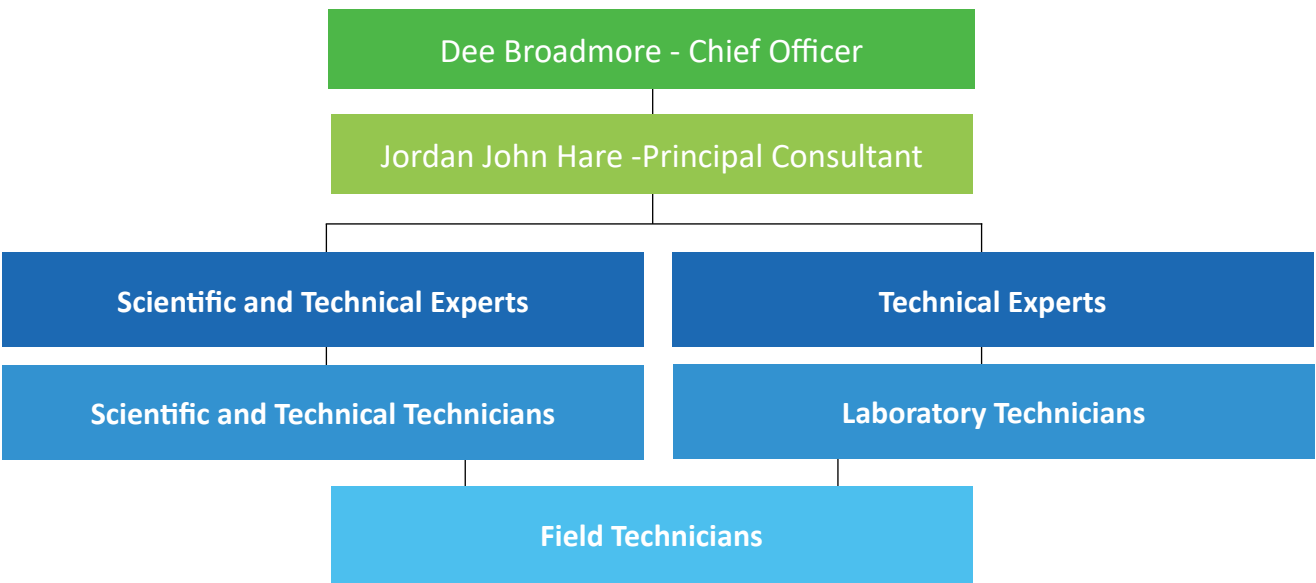 Dee Broadmore - Chief Officer
Jordan John Hare -Principal Consultant
Scientific and Technical Experts
Technical Experts
Scientific and Technical Technicians
Laboratory Technicians
Field Technicians